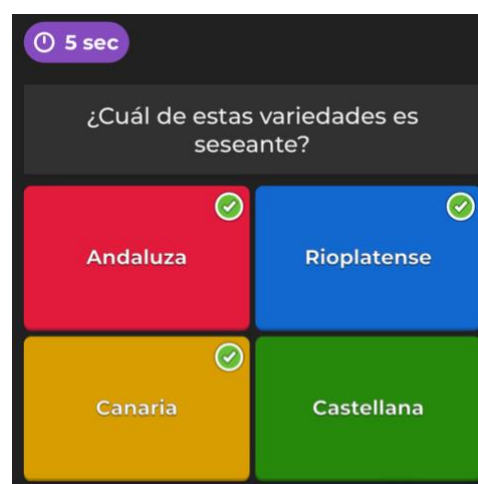 5 sec
¿Cuál de estas variedades es
seseante?
Andaluza
Rioplatense
Canaria
Castellana